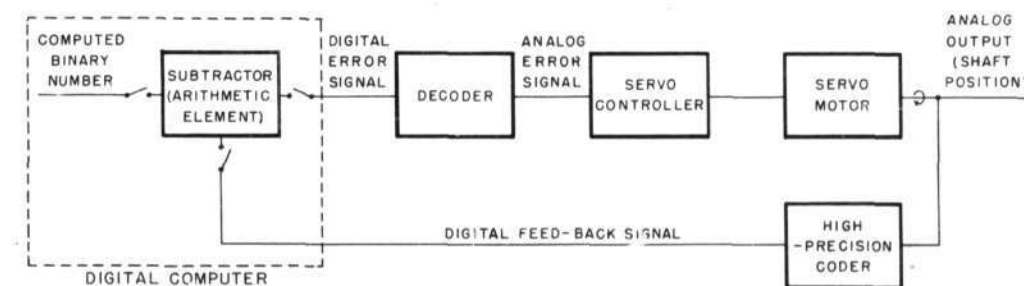 COMPUTED
BINARY
NUMBER
SUBTRACTOR
(ARITHMETIC
ELEMENT)
DIGITAL
ERROR
SIGNAL
DECODER
ANALOG
ERROR
SIGNAL
SERVO
CONTROLLER
SERVO
MOTOR
ANALOG
OUTPUT
(SHAFT
POSITION)
DIGITAL FEED-BACK SIGNAL
HIGH
-PRECISION
CODER
DIGITAL COMPUTER